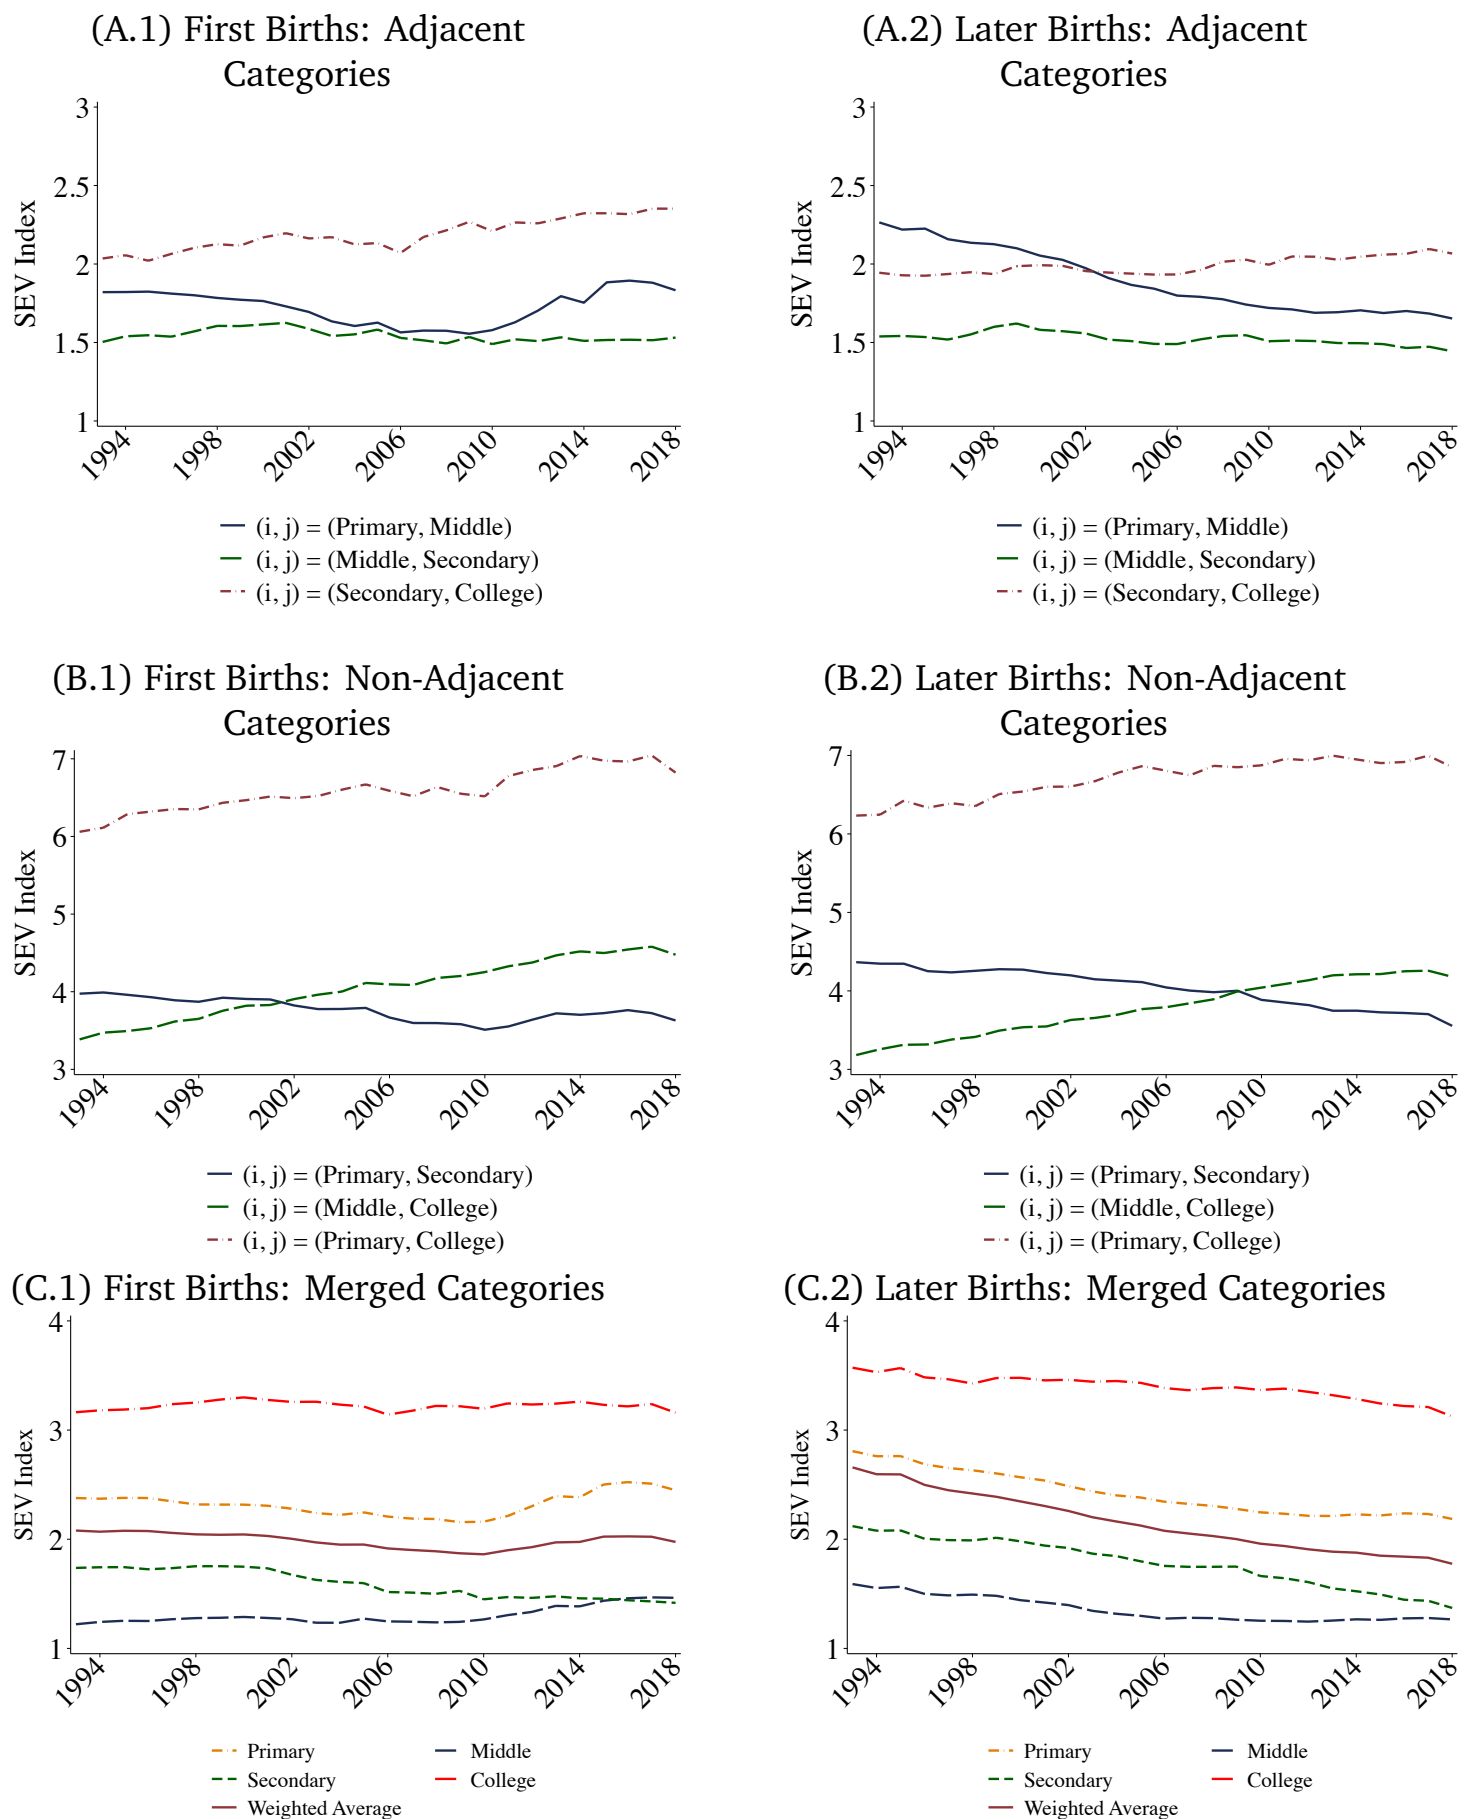 (A.1) First Births: Adjacent
Categories
3
2.5
2
1.5
1
SEV Index
1994
1998
2002
2006
2010
2014
2018
(i, j) = (Primary, Middle)
(i, j) = (Middle, Secondary)
(i, j) = (Secondary, College)
(A.2) Later Births: Adjacent
Categories
3
2.5
2
1.5
1
SEV Index
1994
1998
2002
2006
2010
2014
2018
(i, j) = (Primary, Middle)
(i, j) = (Middle, Secondary)
(i, j) = (Secondary, College)
(B.1) First Births: Non-Adjacent
Categories
7
6
5
4
3
SEV Index
1994
1998
2002
2006
2010
2014
2018
(i, j) = (Primary, Secondary)
(i, j) = (Middle, College)
(i, j) = (Primary, College)
(B.2) Later Births: Non-Adjacent
Categories
7
6
5
4
3
SEV Index
1994
1998
2002
2006
2010
2014
2018
(i, j) = (Primary, Secondary)
(i, j) = (Middle, College)
(i, j) = (Primary, College)
(C.1) First Births: Merged Categories
4
3
2
1
SEV Index
1994
1998
2002
2006
2010
2014
2018
Primary
Middle
Secondary
College
Weighted Average
(C.2) Later Births: Merged Categories
4
3
2
1
SEV Index
1994
1998
2002
2006
2010
2014
2018
Primary
Middle
Secondary
College
Weighted Average